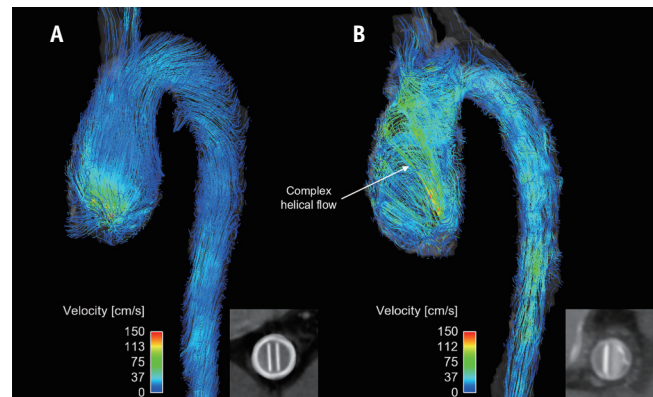 A
B
Complex
helical flow
Velocity [cm/s]
150
113
75
37
0
Velocity [cm/s]
150
112
75
37
0